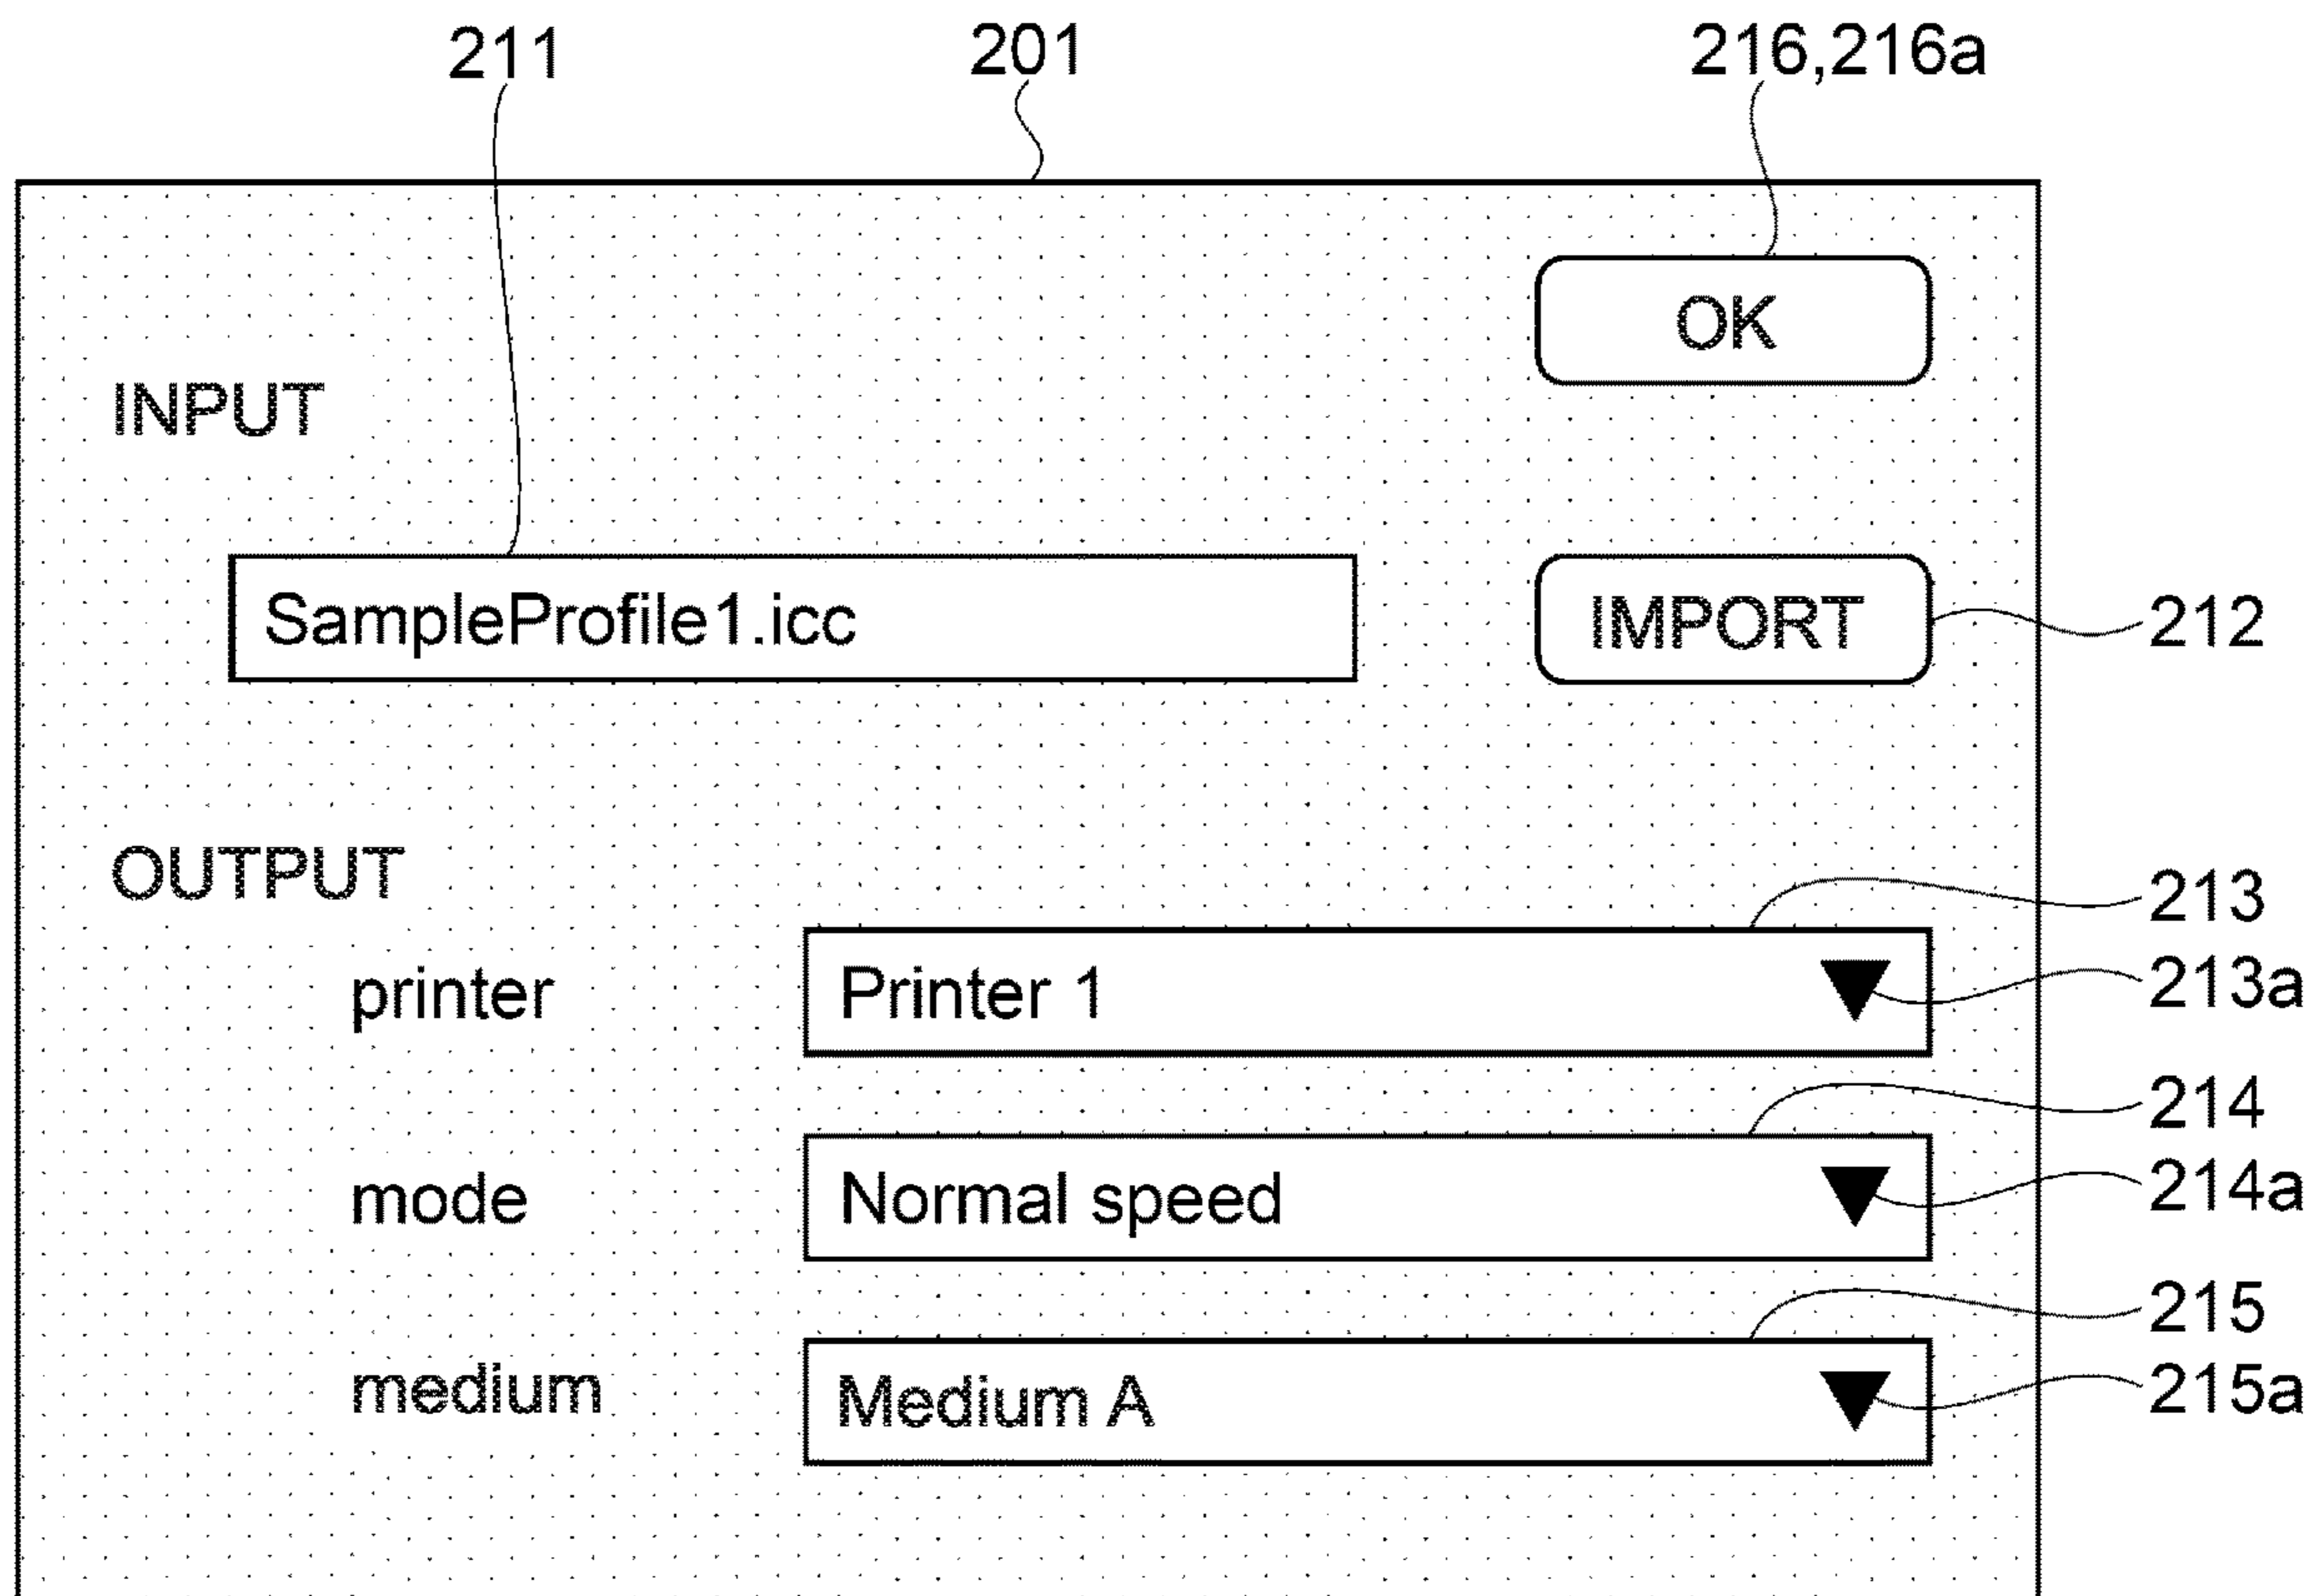 211 201 216,216a
OK
INPUT
SampleProfile1.icc IMPORT 212
OUTPUT
213
printer Printer 1 213a
214
mode Normal speed 214a
215
medium Medium A 215a